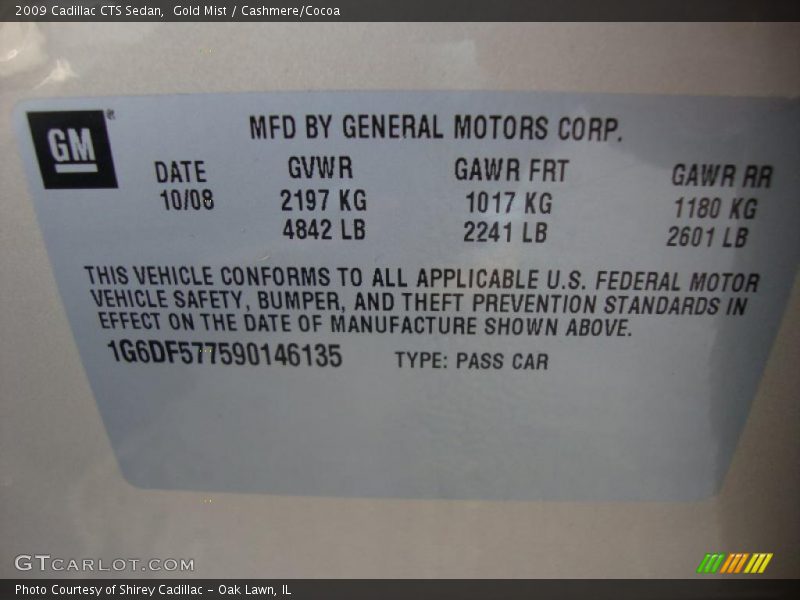 2009 Cadillac CTS Sedan,  Gold Mist / Cashmere/Cocoa
GM®
MFD BY GENERAL MOTORS CORP.
DATE GVWR GAWR FRT GAWR RR
10/08 2197 KG 1017 KG 1180 KG
4842 LB 2241 LB 2601 LB
THIS VEHICLE CONFORMS TO ALL APPLICABLE U.S. FEDERAL MOTOR
VEHICLE SAFETY, BUMPER, AND THEFT PREVENTION STANDARDS IN
EFFECT ON THE DATE OF MANUFACTURE SHOWN ABOVE.
1G6DF577590146135 TYPE: PASS CAR
GTCARLOT.COM
Photo Courtesy of Shirey Cadillac - Oak Lawn, IL